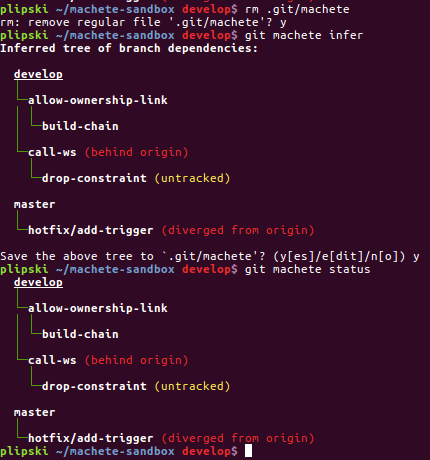 plipski ~/machete-sandbox develop$ rm .git/machete
rm: remove regular file '.git/machete'? y
plipski ~/machete-sandbox develop$ git machete infer
Inferred tree of branch dependencies:
develop
allow-ownership-link
build-chain
call-ws (behind origin)
drop-constraint (untracked)
master
hotfix/add-trigger (diverged from origin)
Save the above tree to `.git/machete'? (y[es]/e[dit]/n[o]) y
plipski ~/machete-sandbox develop$ git machete status
develop
allow-ownership-link
build-chain
call-ws (behind origin)
drop-constraint (untracked)
master
hotfix/add-trigger (diverged from origin)
plipski ~/machete-sandbox develop$